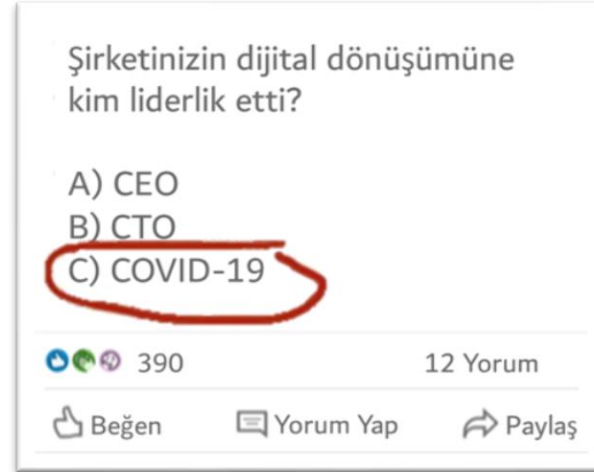 Şirketinizin dijital dönüşümüne
kim liderlik etti?
A) CEO
B) CTO
C) COVID-19
390 12 Yorum
Beğen Yorum Yap Paylaş